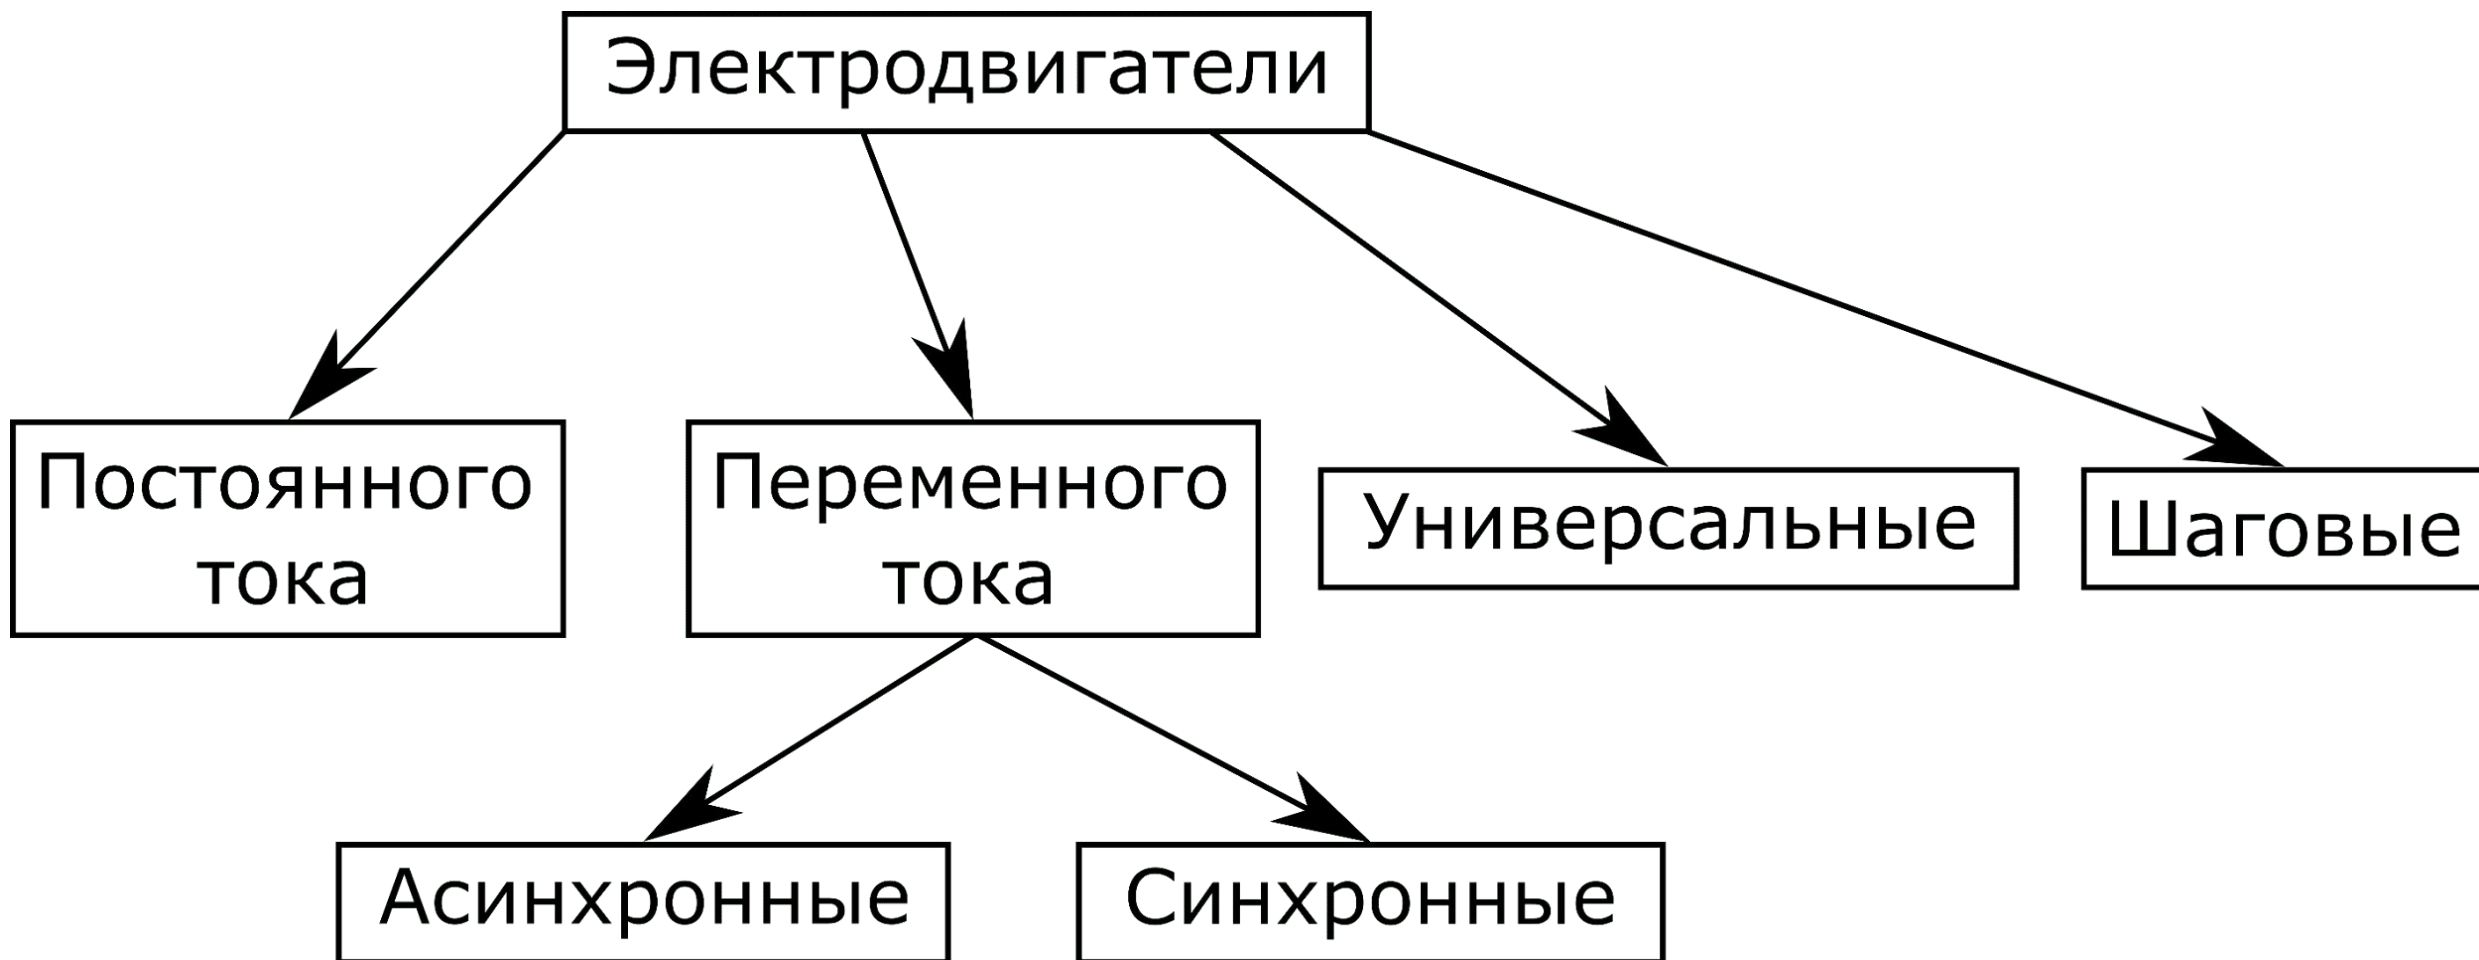 Электродвигатели
Постоянного
тока
Переменного
тока
Универсальные
Шаговые
Асинхронные
Синхронные